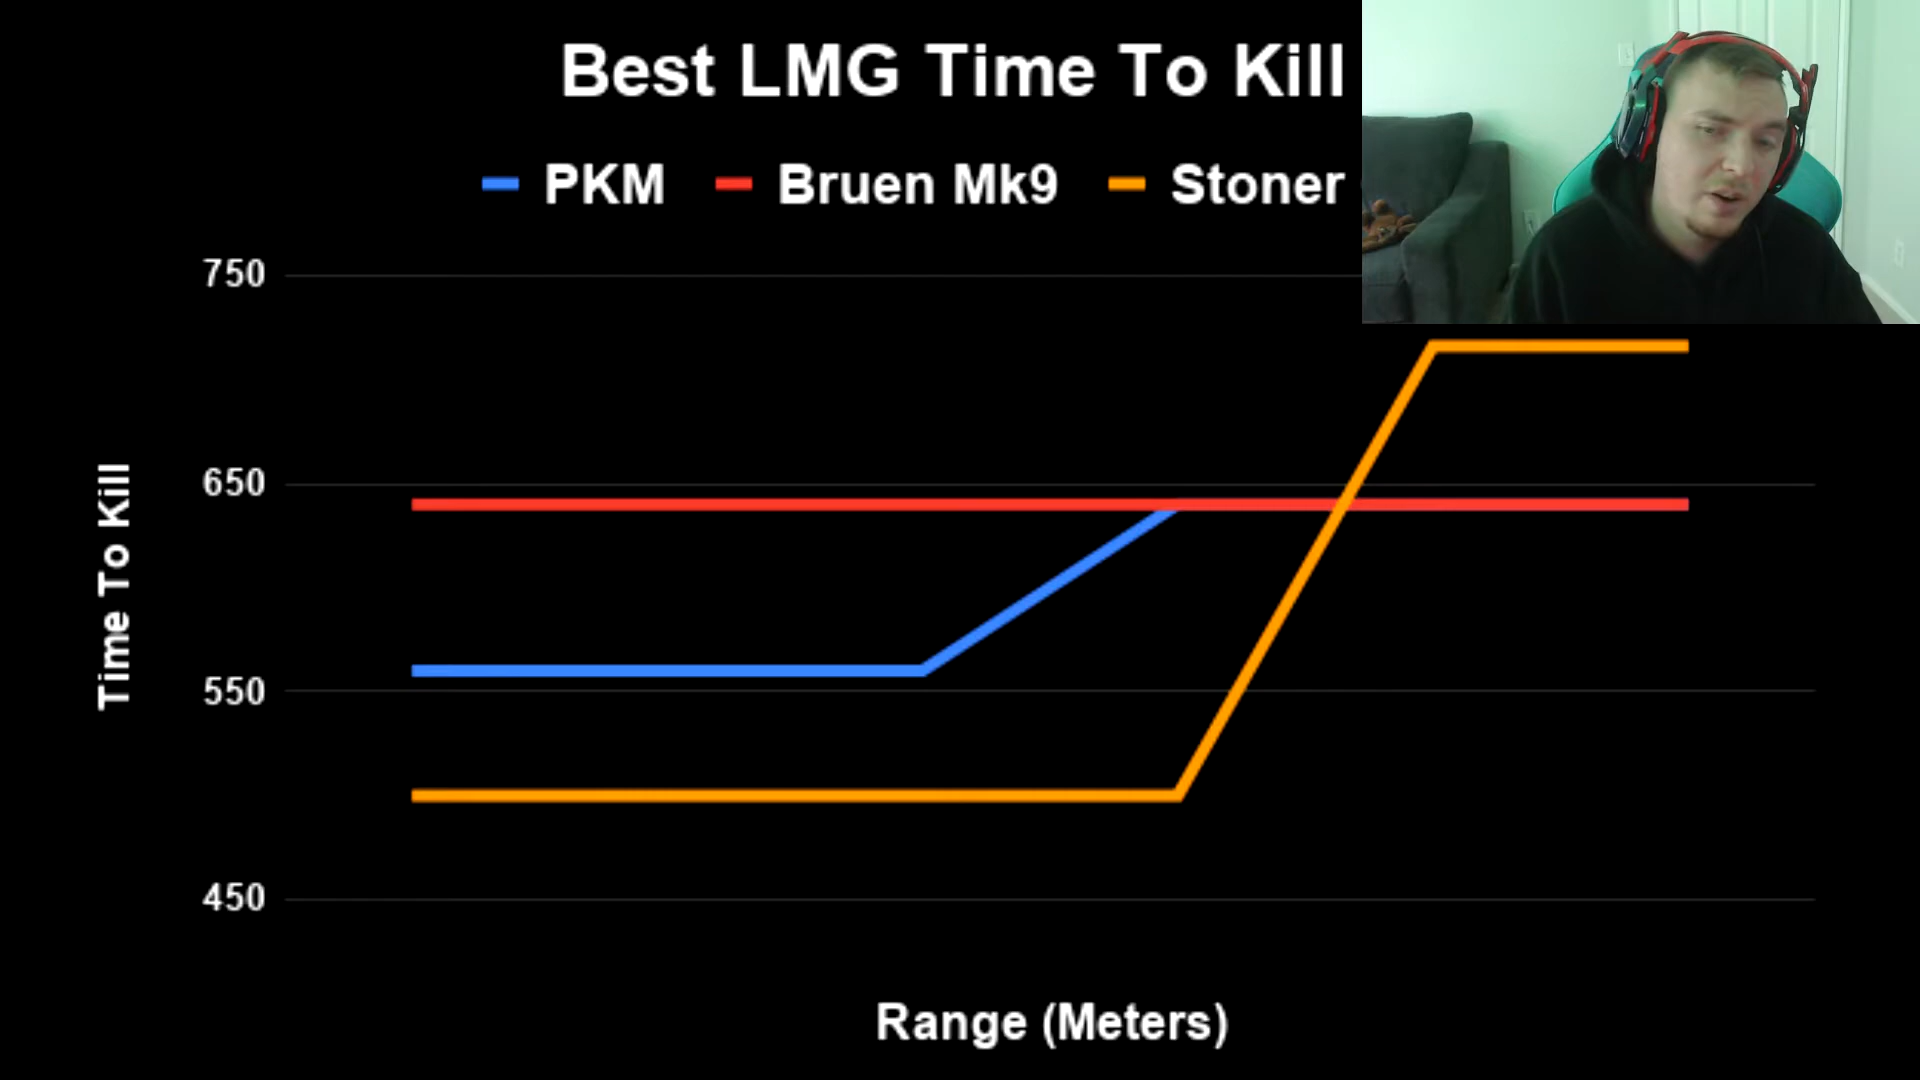 Best LMG Time To Kill
PKM Bruen Mk9 Stoner
750
650
550
450
Time To Kill
Range (Meters)